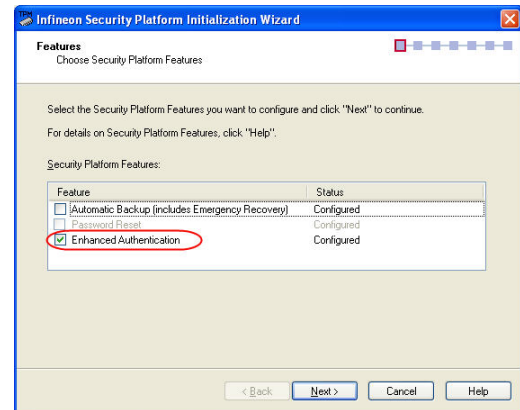 TPM
Infineon Security Platform Initialization Wizard
Features
Choose Security Platform Features
Select the Security Platform Features you want to configure and click "Next" to continue.
For details on Security Platform Features, click "Help".
Security Platform Features:
Feature Status
Automatic Backup (includes Emergency Recovery) Configured
Password Reset Configured
Enhanced Authentication Configured
< Back Next > Cancel Help